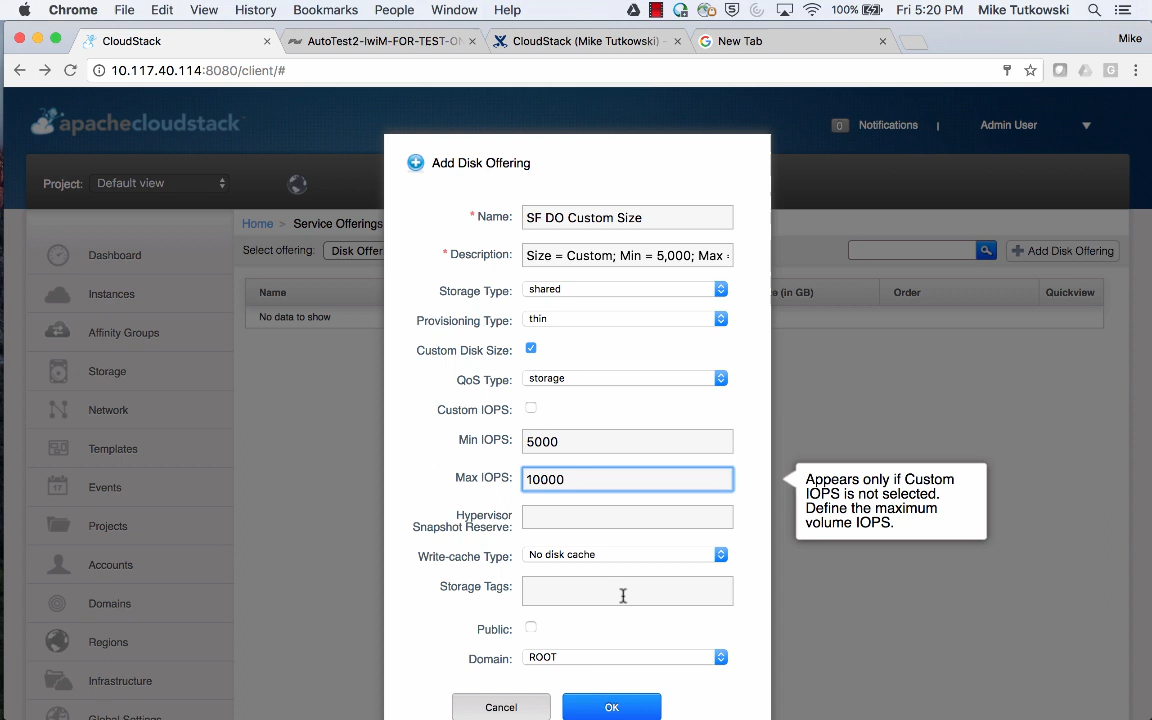 Chrome File Edit View History Bookmarks People Window Help 100% Fri 5:20 PM Mike Tutkowski
CloudStack × AutoTest2-IwiM-FOR-TEST-ON × CloudStack (Mike Tutkowski) - × New Tab × Mike
10.117.40.114:8080/client/#
apachecloudstack
0 Notifications | Admin User
Project: Default view
Home > Service Offerings
Select offering: Disk Offer
Add Disk Offering
Name
e (in GB)
Order
Quickview
No data to show
Dashboard
Instances
Affinity Groups
Storage
Network
Templates
Events
Projects
Accounts
Domains
Regions
Infrastructure
Global Settings
Add Disk Offering
* Name: SF DO Custom Size
* Description: Size = Custom; Min = 5,000; Max =
Storage Type: shared
Provisioning Type: thin
Custom Disk Size:
QoS Type: storage
Custom IOPS:
Min IOPS: 5000
Max IOPS: 10000
Hypervisor
Snapshot Reserve:
Write-cache Type: No disk cache
Storage Tags:
Public:
Domain: ROOT
Cancel OK
Appears only if Custom
IOPS is not selected.
Define the maximum
volume IOPS.